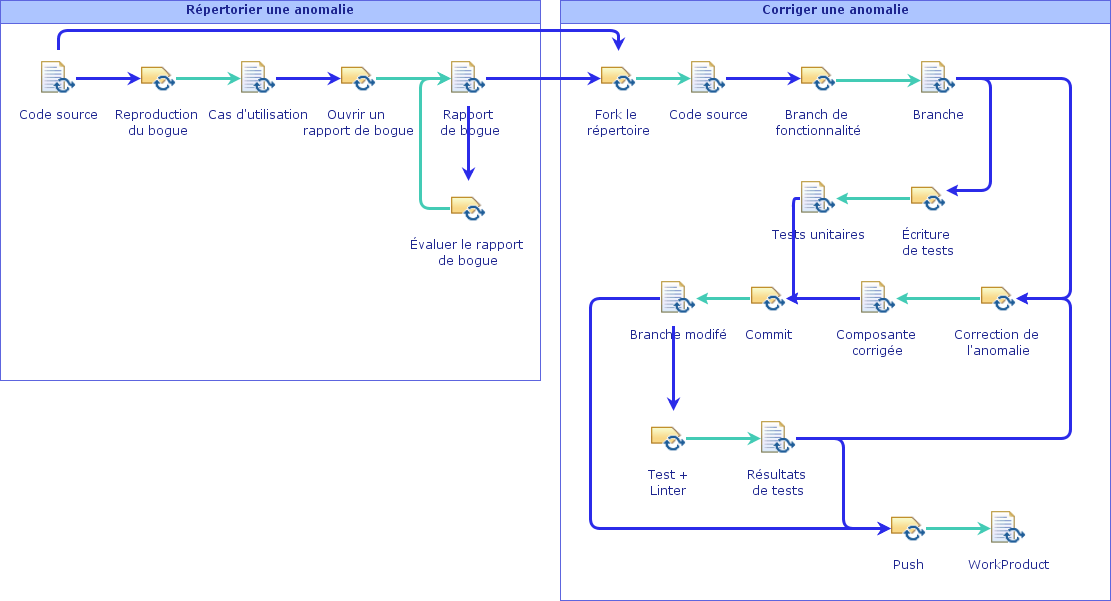 Répertorier une anomalie
Corriger une anomalie
Code source
Reproduction
du bogue
Cas d'utilisation
Ouvrir un
rapport de bogue
Rapport
de bogue
Fork le
répertoire
Code source
Branch de
fonctionnalité
Branche
Tests unitaires
Écriture
de tests
Évaluer le rapport
de bogue
Branche modifé
Commit
Composante
corrigée
Correction de
l'anomalie
Test +
Linter
Résultats
de tests
Push
WorkProduct